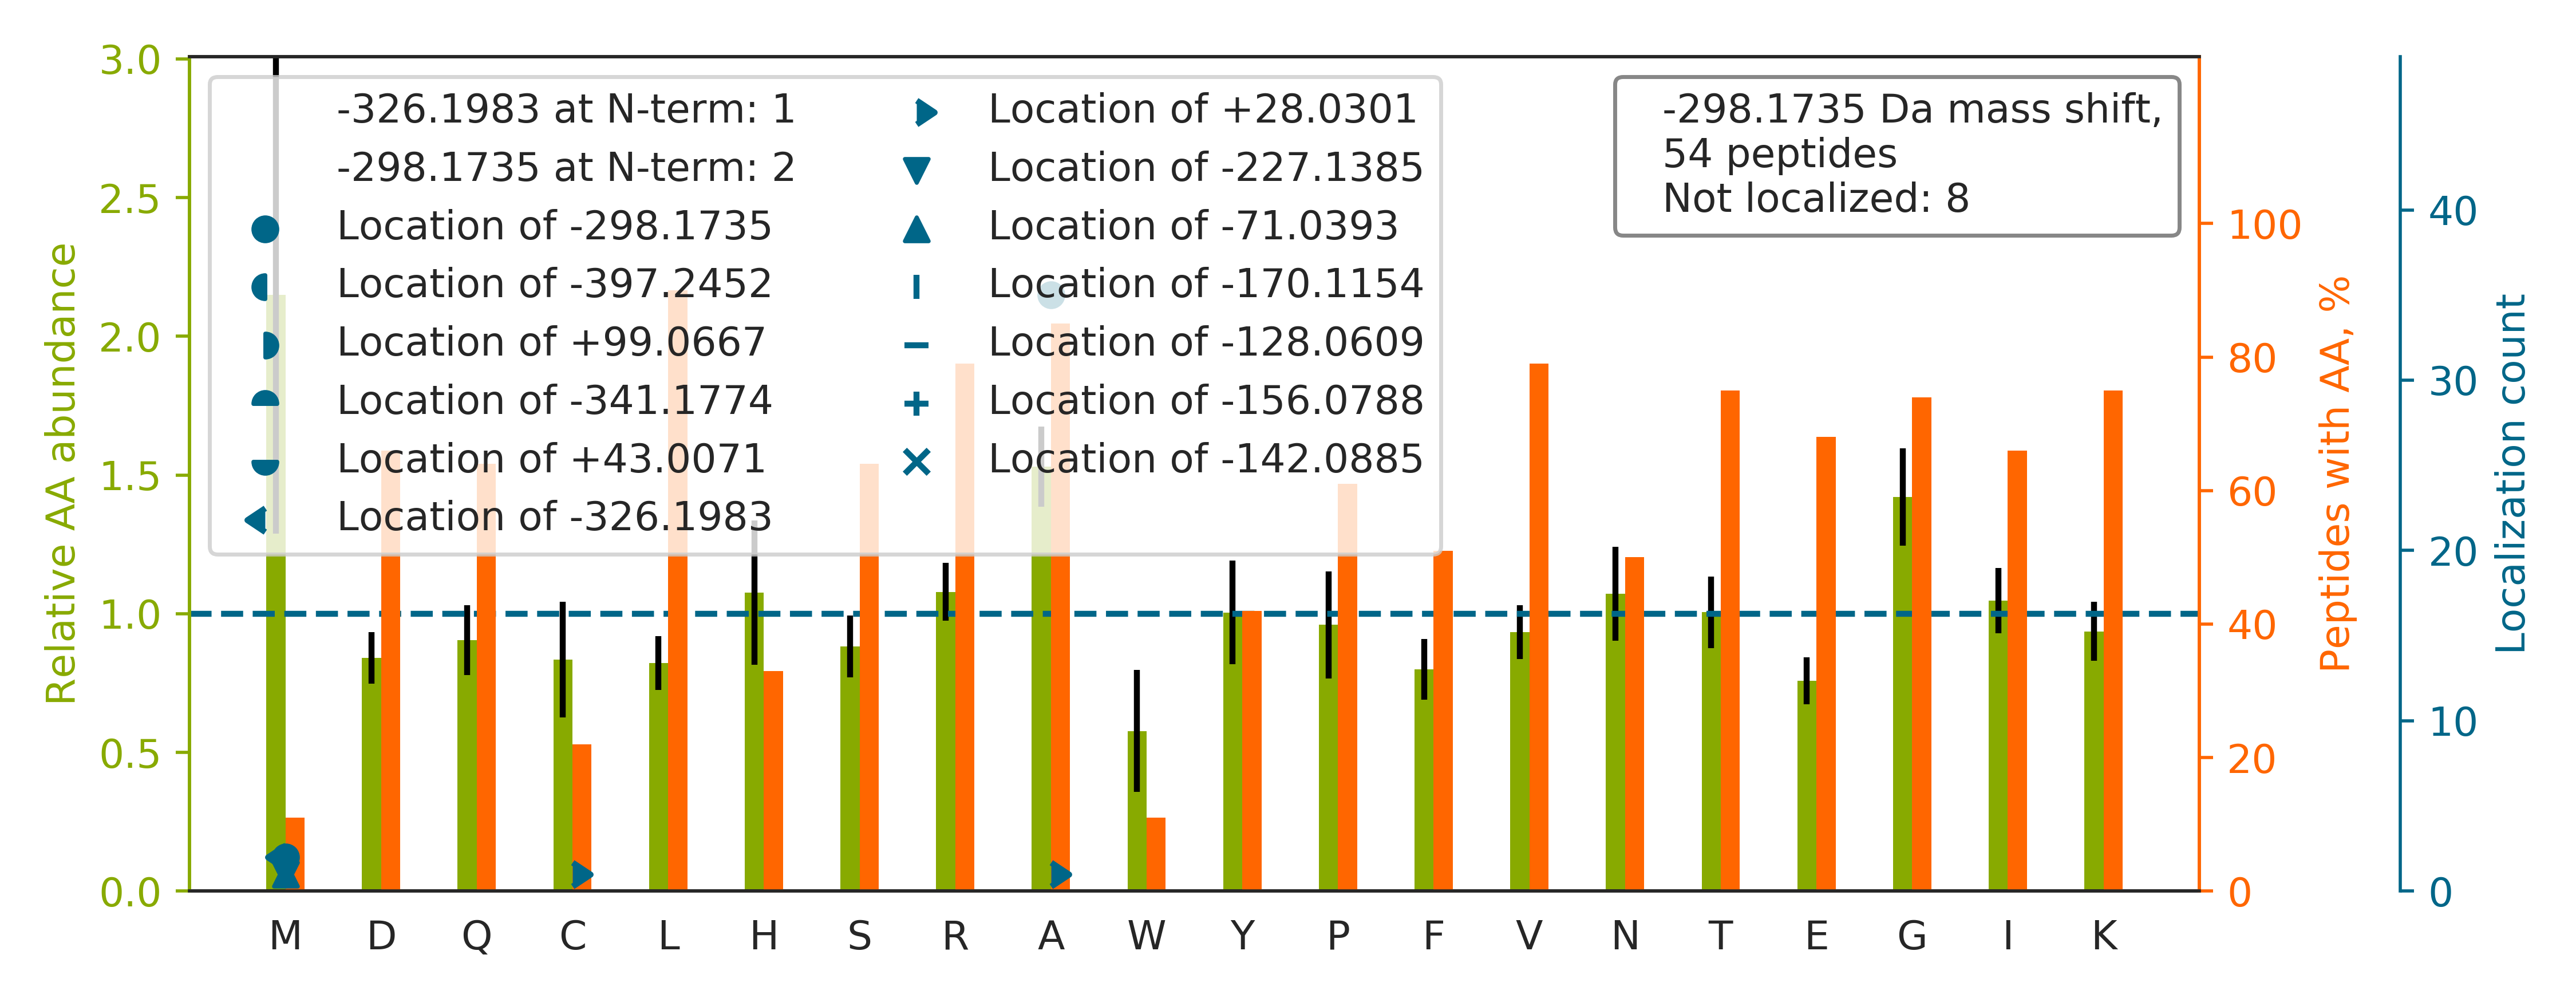 3.0
2.5
2.0
1.5
1.0
0.5
0.0
Relative AA abundance
-326.1983 at N-term: 1
-298.1735 at N-term: 2
Location of -298.1735
Location of -397.2452
Location of +99.0667
Location of -341.1774
Location of +43.0071
Location of -326.1983
Location of +28.0301
Location of -227.1385
Location of -71.0393
Location of -170.1154
Location of -128.0609
Location of -156.0788
Location of -142.0885
-298.1735 Da mass shift,
54 peptides
Not localized: 8
100
80
60
40
20
0
Peptides with AA, %
40
30
20
10
0
Localization count
M D Q C L H S R A W Y P F V N T E G I K